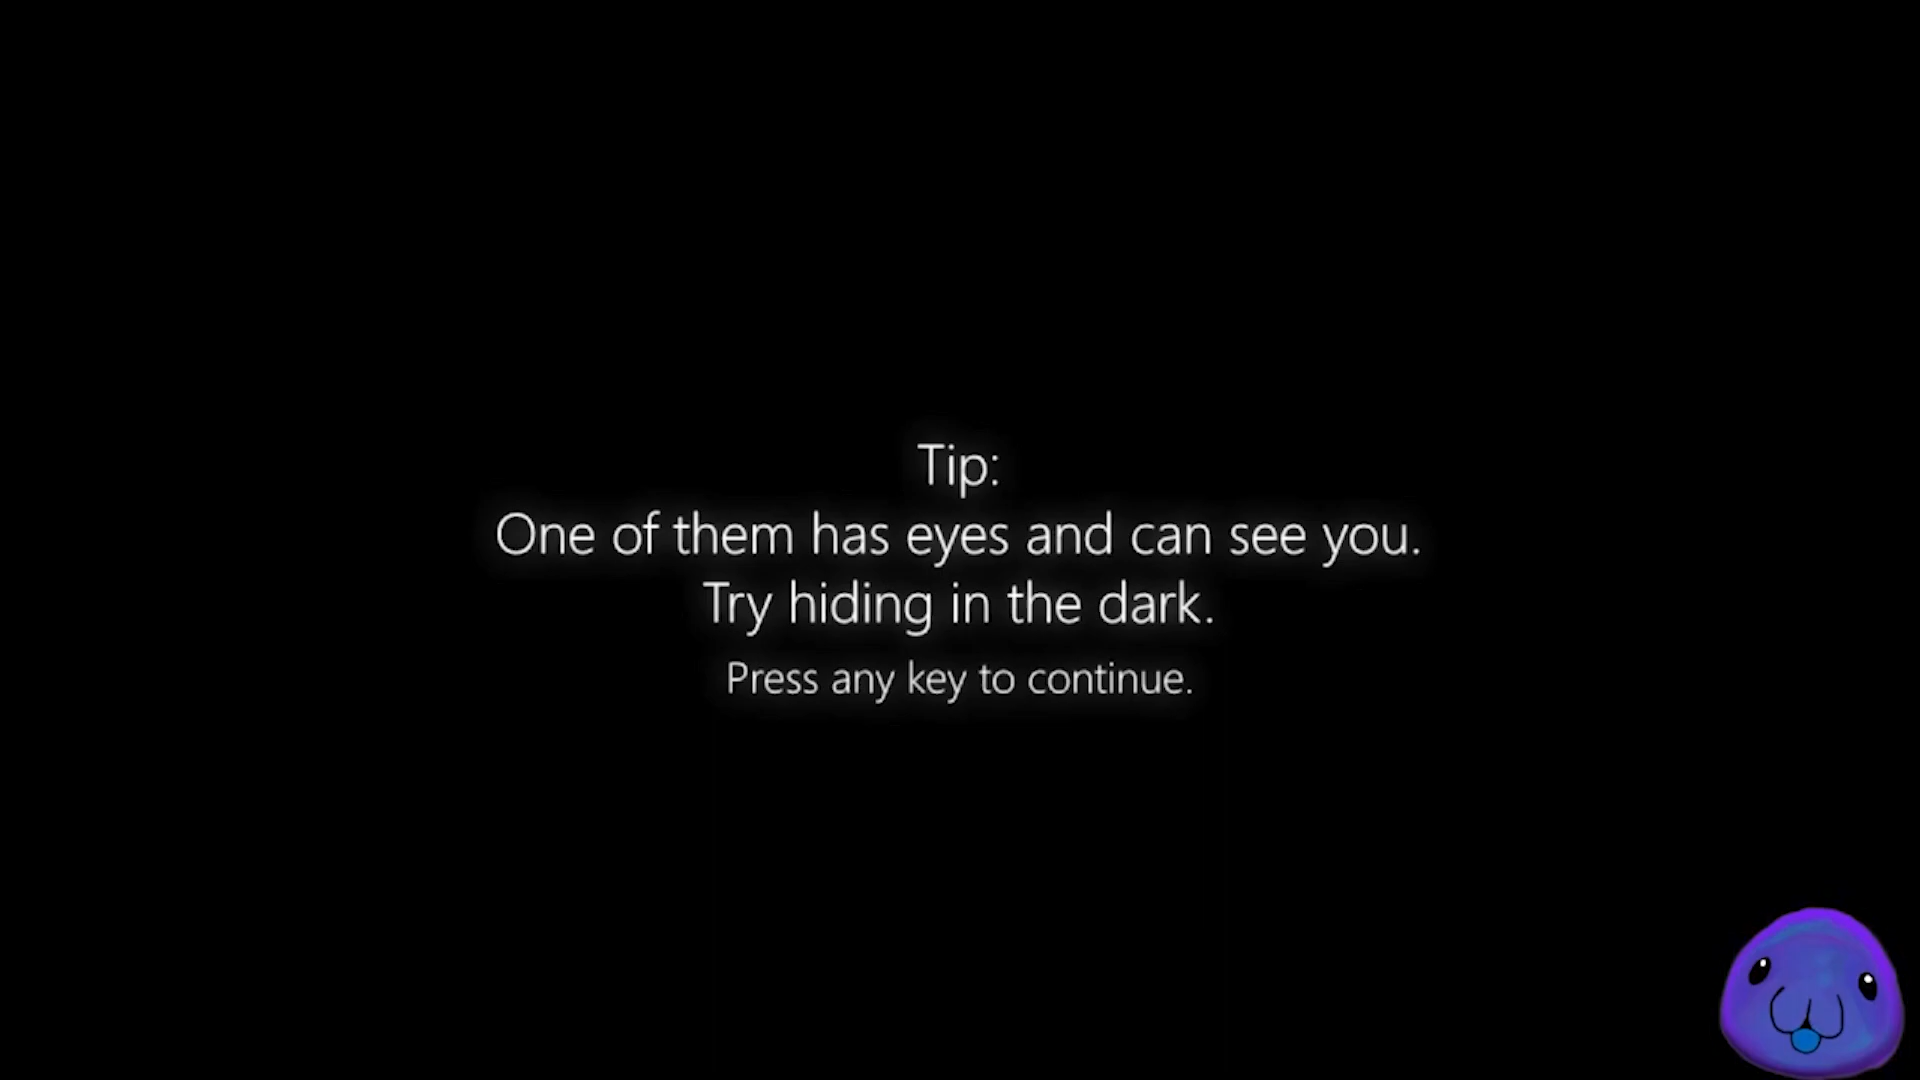 Tip:
One of them has eyes and can see you.
Try hiding in the dark.
Press any key to continue.